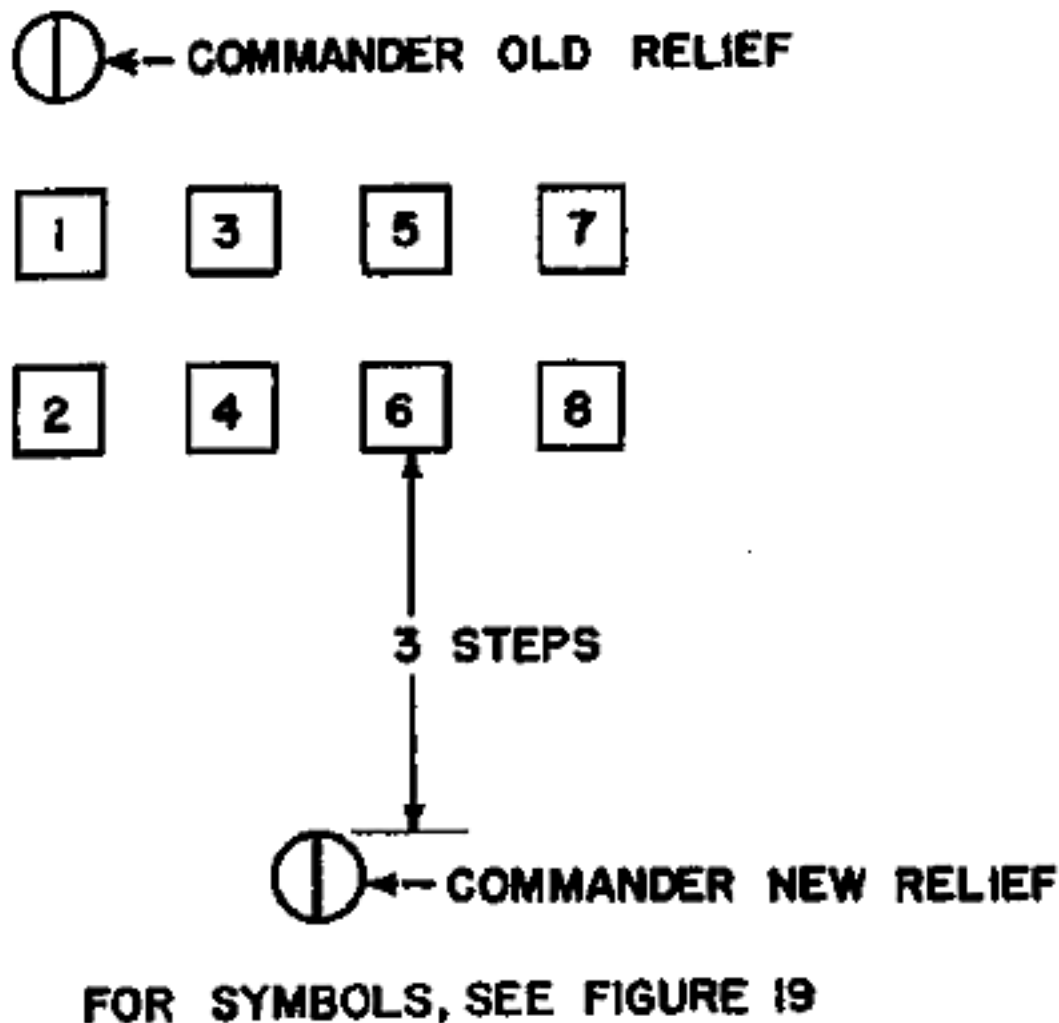 COMMANDER OLD RELIEF
1 3 5 7
2 4 6 8
3 STEPS
COMMANDER NEW RELIEF
FOR SYMBOLS, SEE FIGURE 19